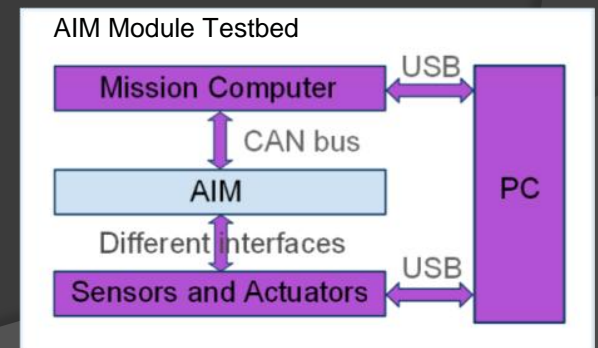 AIM Module Testbed
USB
Mission Computer
CAN bus
AIM
PC
Different interfaces
USB
Sensors and Actuators